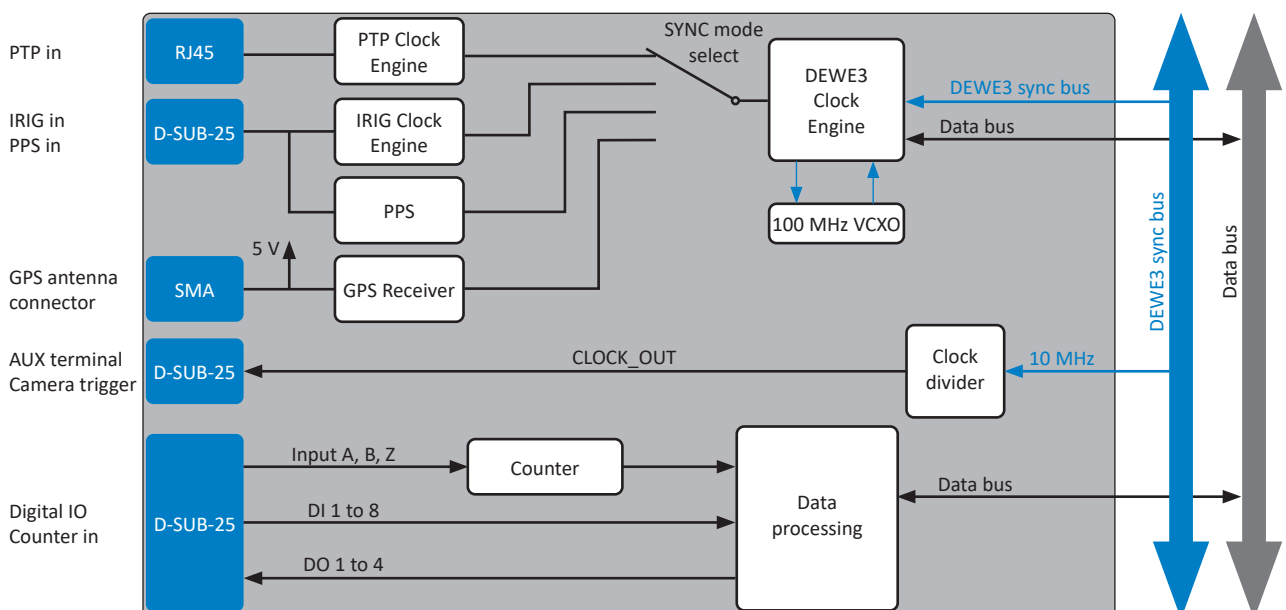 PTP in
RJ45
PTP Clock
Engine
SYNC mode
select
DEWE3
Clock
Engine
DEWE3 sync bus
Data bus
IRIG in
PPS in
D-SUB-25
IRIG Clock
Engine
PPS
100 MHz VCXO
5 V
GPS antenna
connector
SMA
GPS Receiver
DEWE3 sync bus
Data bus
AUX terminal
Camera trigger
D-SUB-25
CLOCK_OUT
Clock
divider
10 MHz
Digital IO
Counter in
D-SUB-25
Input A, B, Z
Counter
DI 1 to 8
DO 1 to 4
Data
processing
Data bus